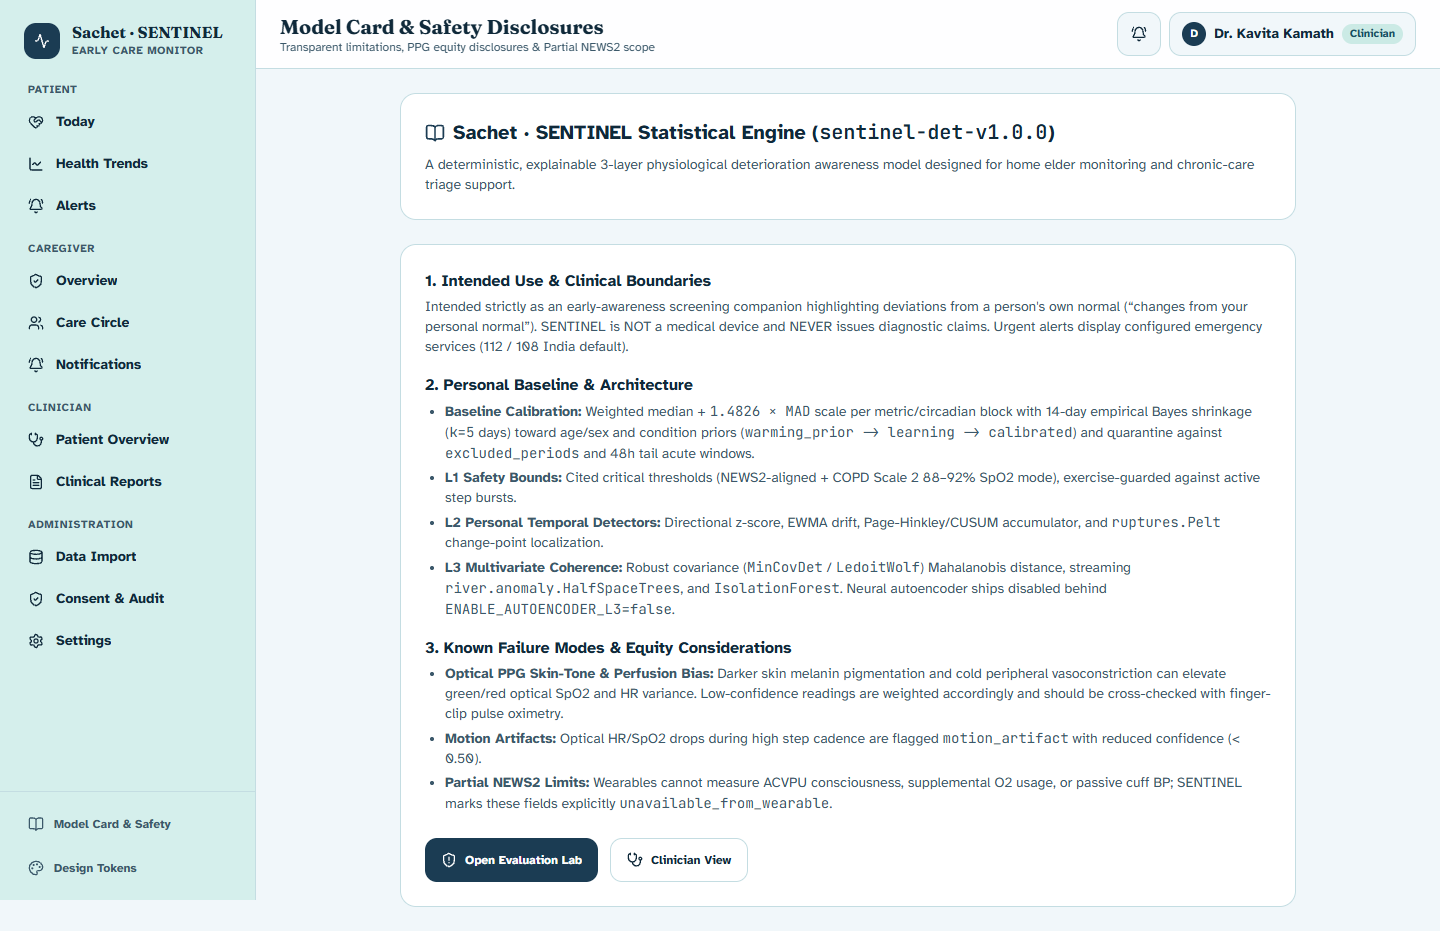 Sachet · SENTINEL
EARLY CARE MONITOR
PATIENT
Today
Health Trends
Alerts
CAREGIVER
Overview
Care Circle
Notifications
CLINICIAN
Patient Overview
Clinical Reports
ADMINISTRATION
Data Import
Consent & Audit
Settings
Model Card & Safety
Design Tokens
Model Card & Safety Disclosures
Transparent limitations, PPG equity disclosures & Partial NEWS2 scope
D Dr. Kavita Kamath Clinician
Sachet · SENTINEL Statistical Engine (sentinel-det-v1.0.0)
A deterministic, explainable 3-layer physiological deterioration awareness model designed for home elder monitoring and chronic-care
triage support.
1. Intended Use & Clinical Boundaries
Intended strictly as an early-awareness screening companion highlighting deviations from a person's own normal (“changes from your
personal normal”). SENTINEL is NOT a medical device and NEVER issues diagnostic claims. Urgent alerts display configured emergency
services (112 / 108 India default).
2. Personal Baseline & Architecture
• Baseline Calibration: Weighted median + 1.4826 × MAD scale per metric/circadian block with 14-day empirical Bayes shrinkage
(k=5 days) toward age/sex and condition priors (warming_prior → learning → calibrated) and quarantine against
excluded_periods and 48h tail acute windows.
• L1 Safety Bounds: Cited critical thresholds (NEWS2-aligned + COPD Scale 2 88–92% SpO2 mode), exercise-guarded against active
step bursts.
• L2 Personal Temporal Detectors: Directional z-score, EWMA drift, Page-Hinkley/CUSUM accumulator, and ruptures.Pelt
change-point localization.
• L3 Multivariate Coherence: Robust covariance (MinCovDet / LedoitWolf) Mahalanobis distance, streaming
river.anomaly.HalfSpaceTrees, and IsolationForest. Neural autoencoder ships disabled behind
ENABLE_AUTOENCODER_L3=false.
3. Known Failure Modes & Equity Considerations
• Optical PPG Skin-Tone & Perfusion Bias: Darker skin melanin pigmentation and cold peripheral vasoconstriction can elevate
green/red optical SpO2 and HR variance. Low-confidence readings are weighted accordingly and should be cross-checked with finger-
clip pulse oximetry.
• Motion Artifacts: Optical HR/SpO2 drops during high step cadence are flagged motion_artifact with reduced confidence (<
0.50).
• Partial NEWS2 Limits: Wearables cannot measure ACVPU consciousness, supplemental O2 usage, or passive cuff BP; SENTINEL
marks these fields explicitly unavailable_from_wearable.
Open Evaluation Lab
Clinician View